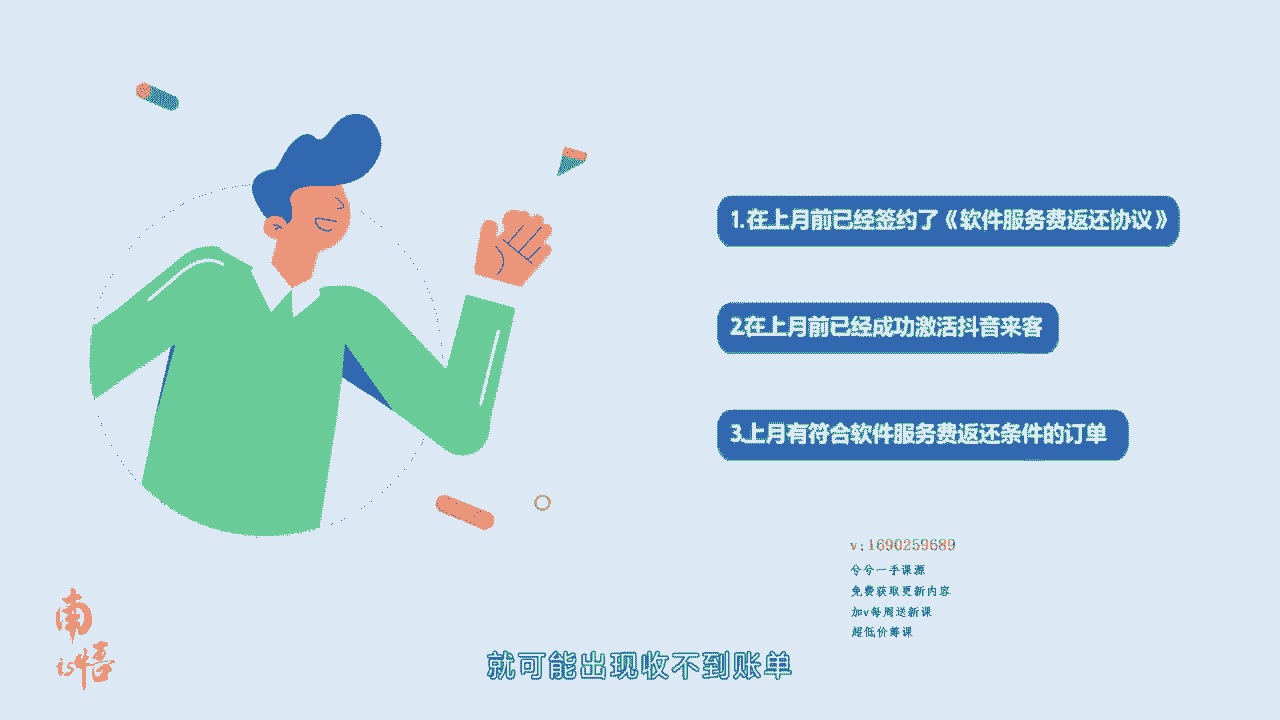 1.在上月前已经签约了《软件服务费返还协议》
2.在上月前已经成功激活抖音来客
3.上月有符合软件服务费返还条件的订单
v:1690259689
兮兮一手课源
免费获取更新内容
加v每周送新课
超低价筹课
南
is悟
就可能出现收不到账单